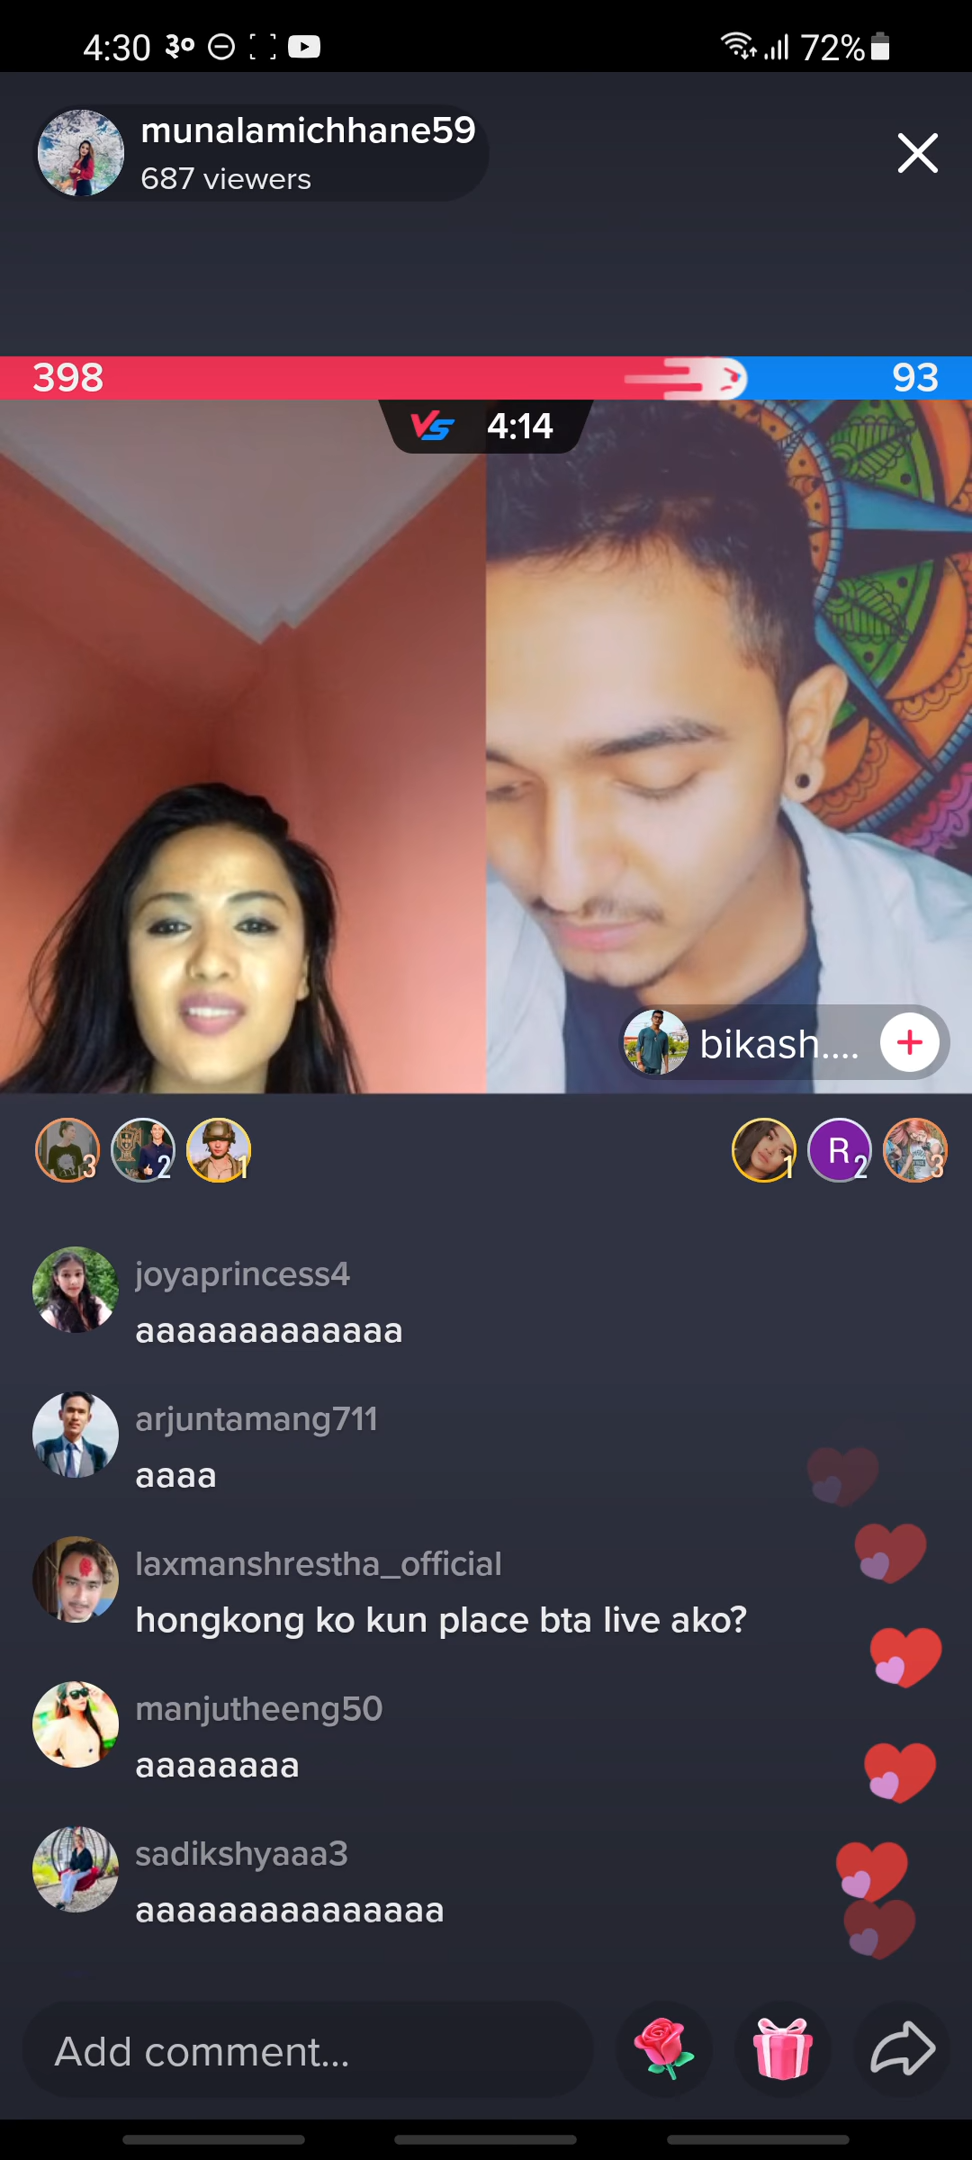 4:30 ३०
72%
munalamichhane59
687 viewers
398
93
VS 4:14
bikash....
3
2
1
1
R 2
3
joyaprincess4
aaaaaaaaaaaaa
arjuntamang711
aaaa
laxmanshrestha_official
hongkong ko kun place bta live ako?
manjutheeng50
aaaaaaaa
sadikshyaaa3
aaaaaaaaaaaaaaa
Add comment...